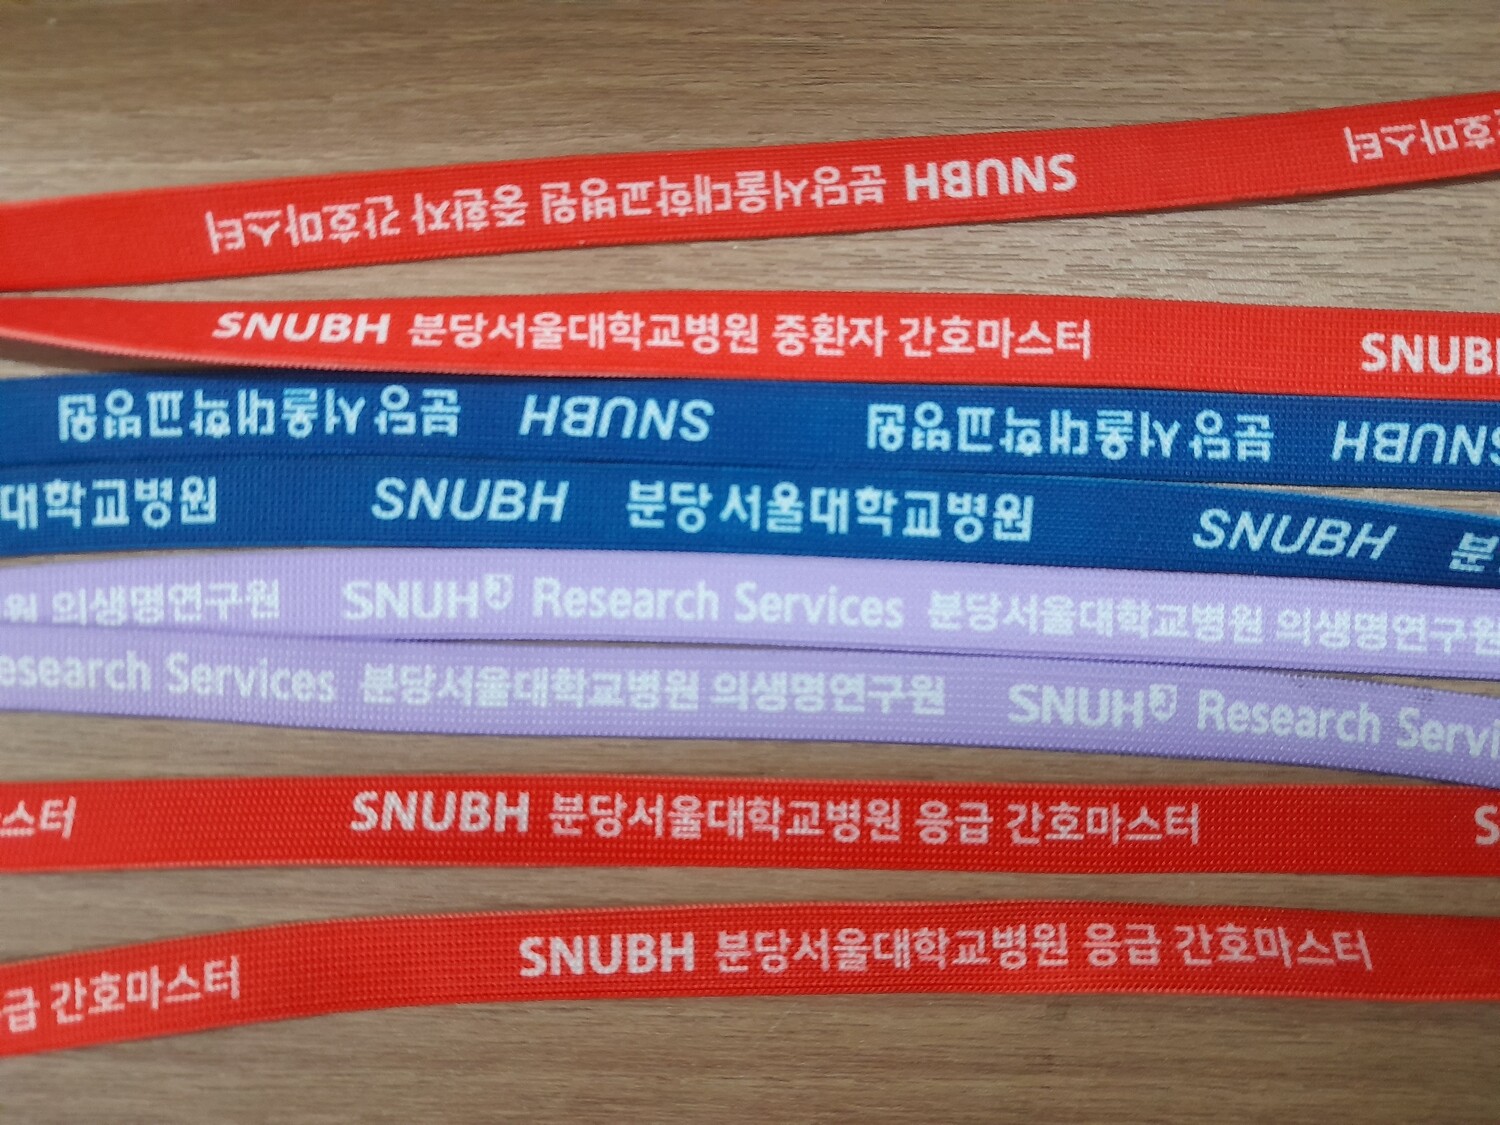 SNUBH 분당서울대학교병원 중환자 간호마스터 호마스터
SNUBH 분당서울대학교병원 중환자 간호마스터 SNUB
SNUBH 분당서울대학교병원 SNUBH 분당서울대학교병원
대학교병원 SNUBH 분당서울대학교병원 SNUBH 분
원 의생명연구원 SNUH Research Services 분당서울대학교병원 의생명연구원
esearch Services 분당서울대학교병원 의생명연구원 SNUH Research Servi
스터 SNUBH 분당서울대학교병원 응급 간호마스터 S
급 간호마스터 SNUBH 분당서울대학교병원 응급 간호마스터